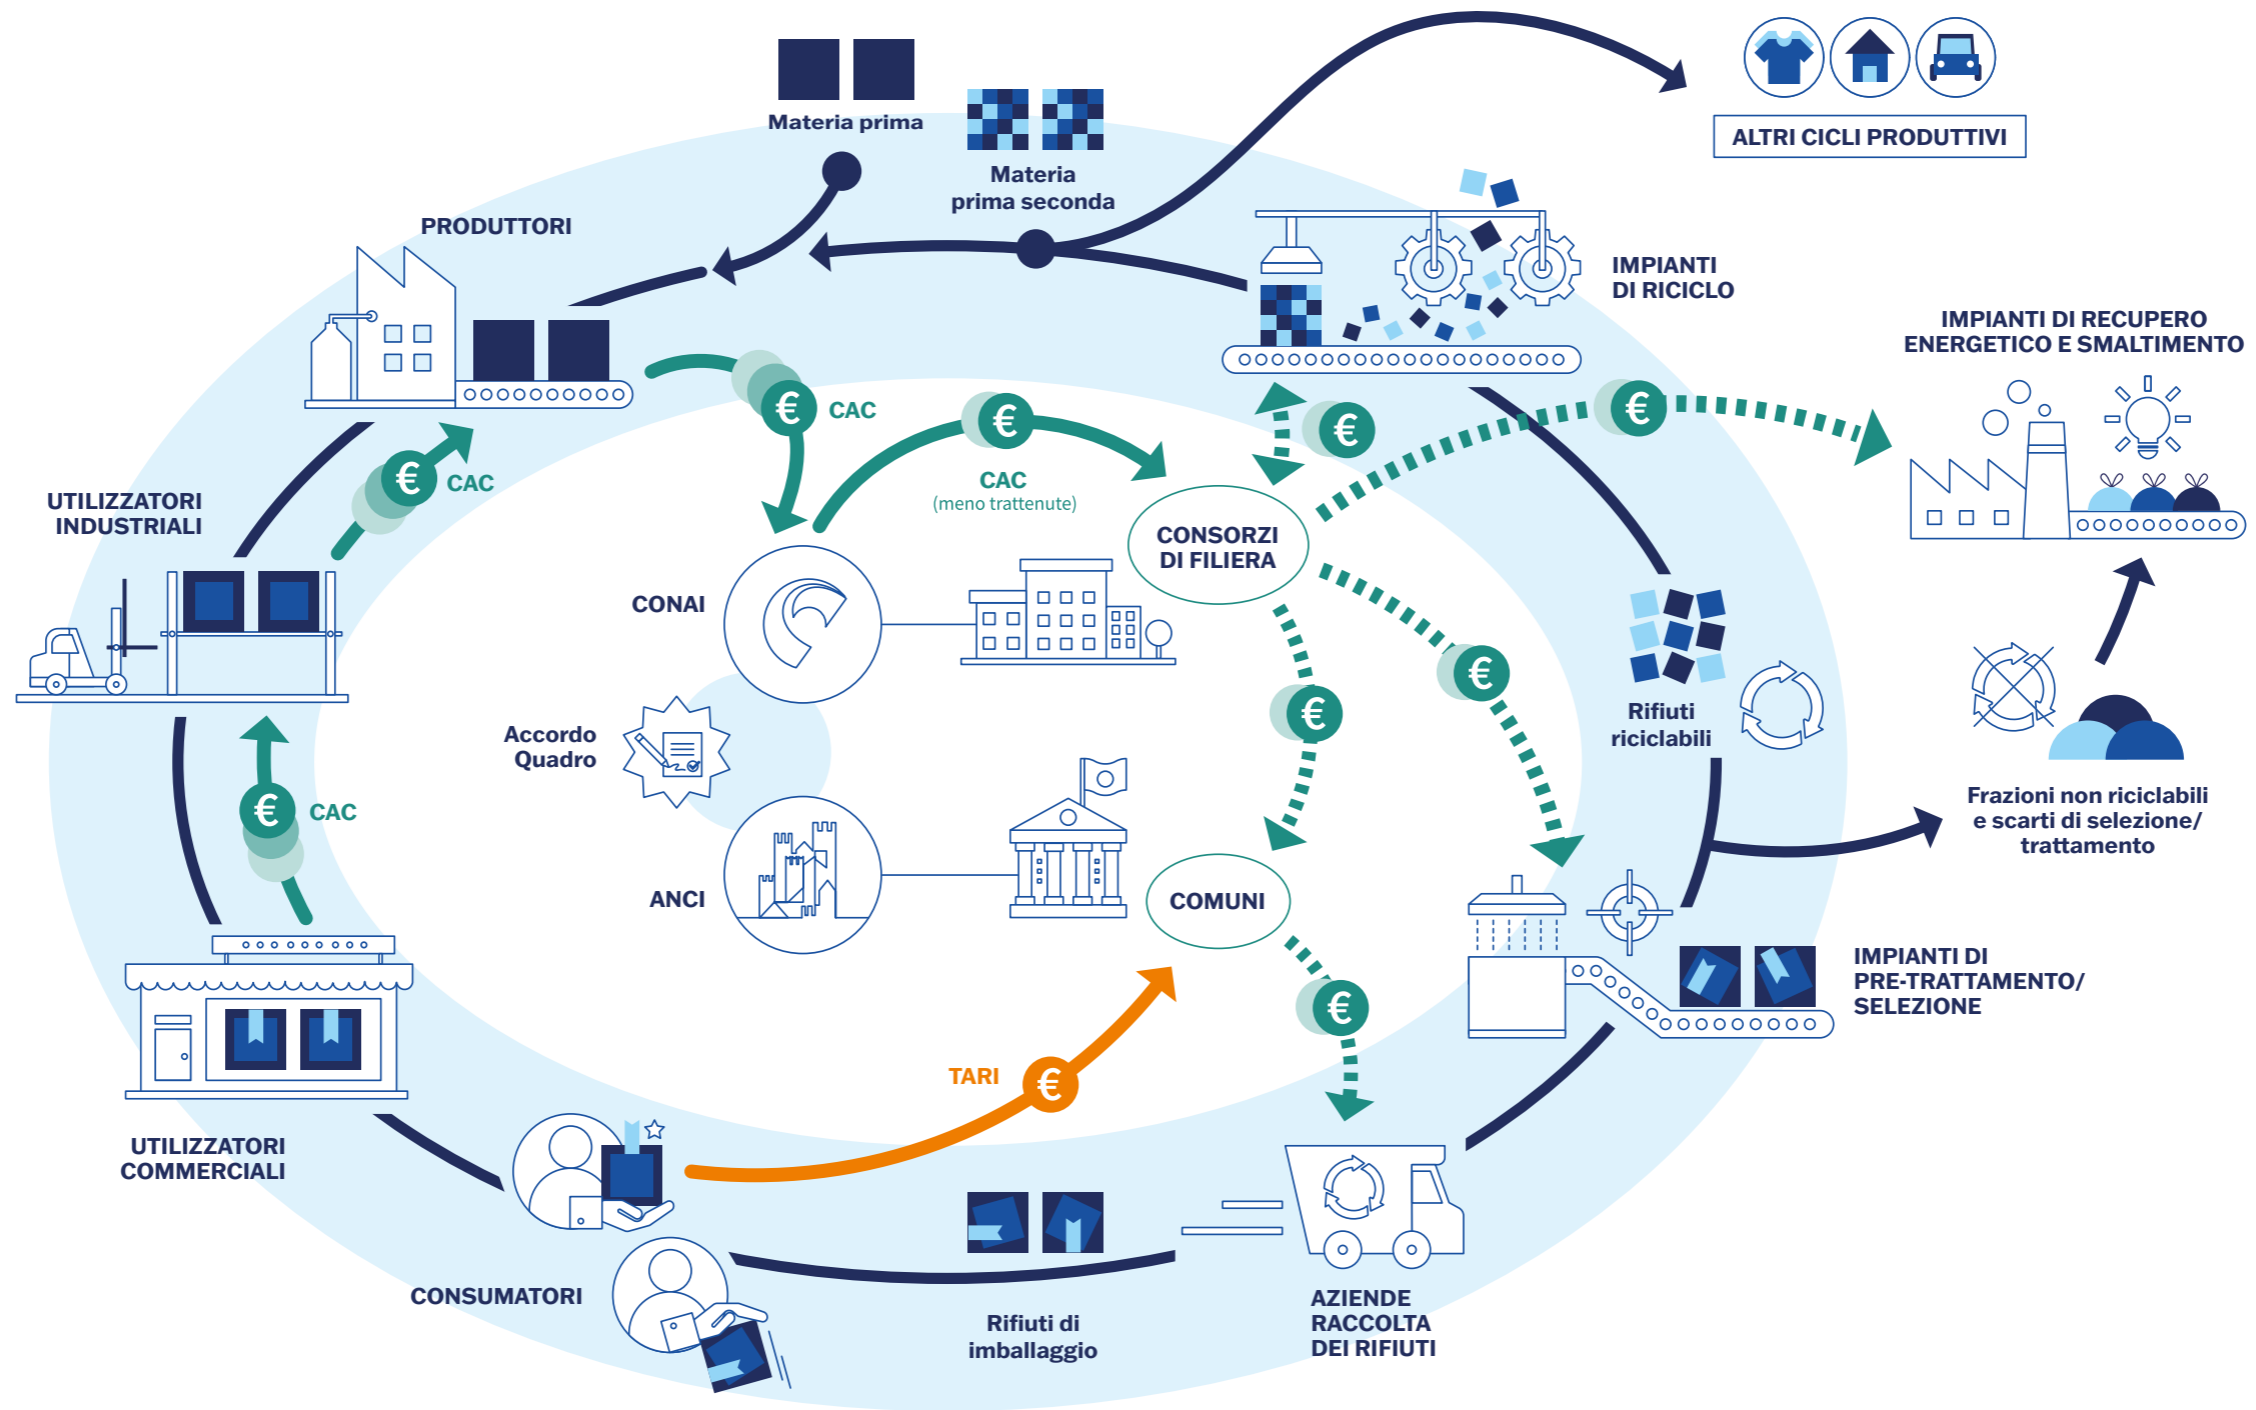 Materia prima
Materia
prima seconda
ALTRI CICLI PRODUTTIVI
PRODUTTORI
IMPIANTI
DI RICICLO
IMPIANTI DI RECUPERO
ENERGETICO E SMALTIMENTO
€
CAC
€
CAC
(meno trattenute)
€
€
€
CAC
UTILIZZATORI
INDUSTRIALI
CONSORZI
DI FILIERA
CONAI
Accordo
Quadro
€
€
Rifiuti
riciclabili
€
CAC
Frazioni non riciclabili
e scarti di selezione/
trattamento
ANCI
COMUNI
IMPIANTI DI
PRE-TRATTAMENTO/
SELEZIONE
€
TARI
€
UTILIZZATORI
COMMERCIALI
CONSUMATORI
Rifiuti di
imballaggio
AZIENDE
RACCOLTA
DEI RIFIUTI